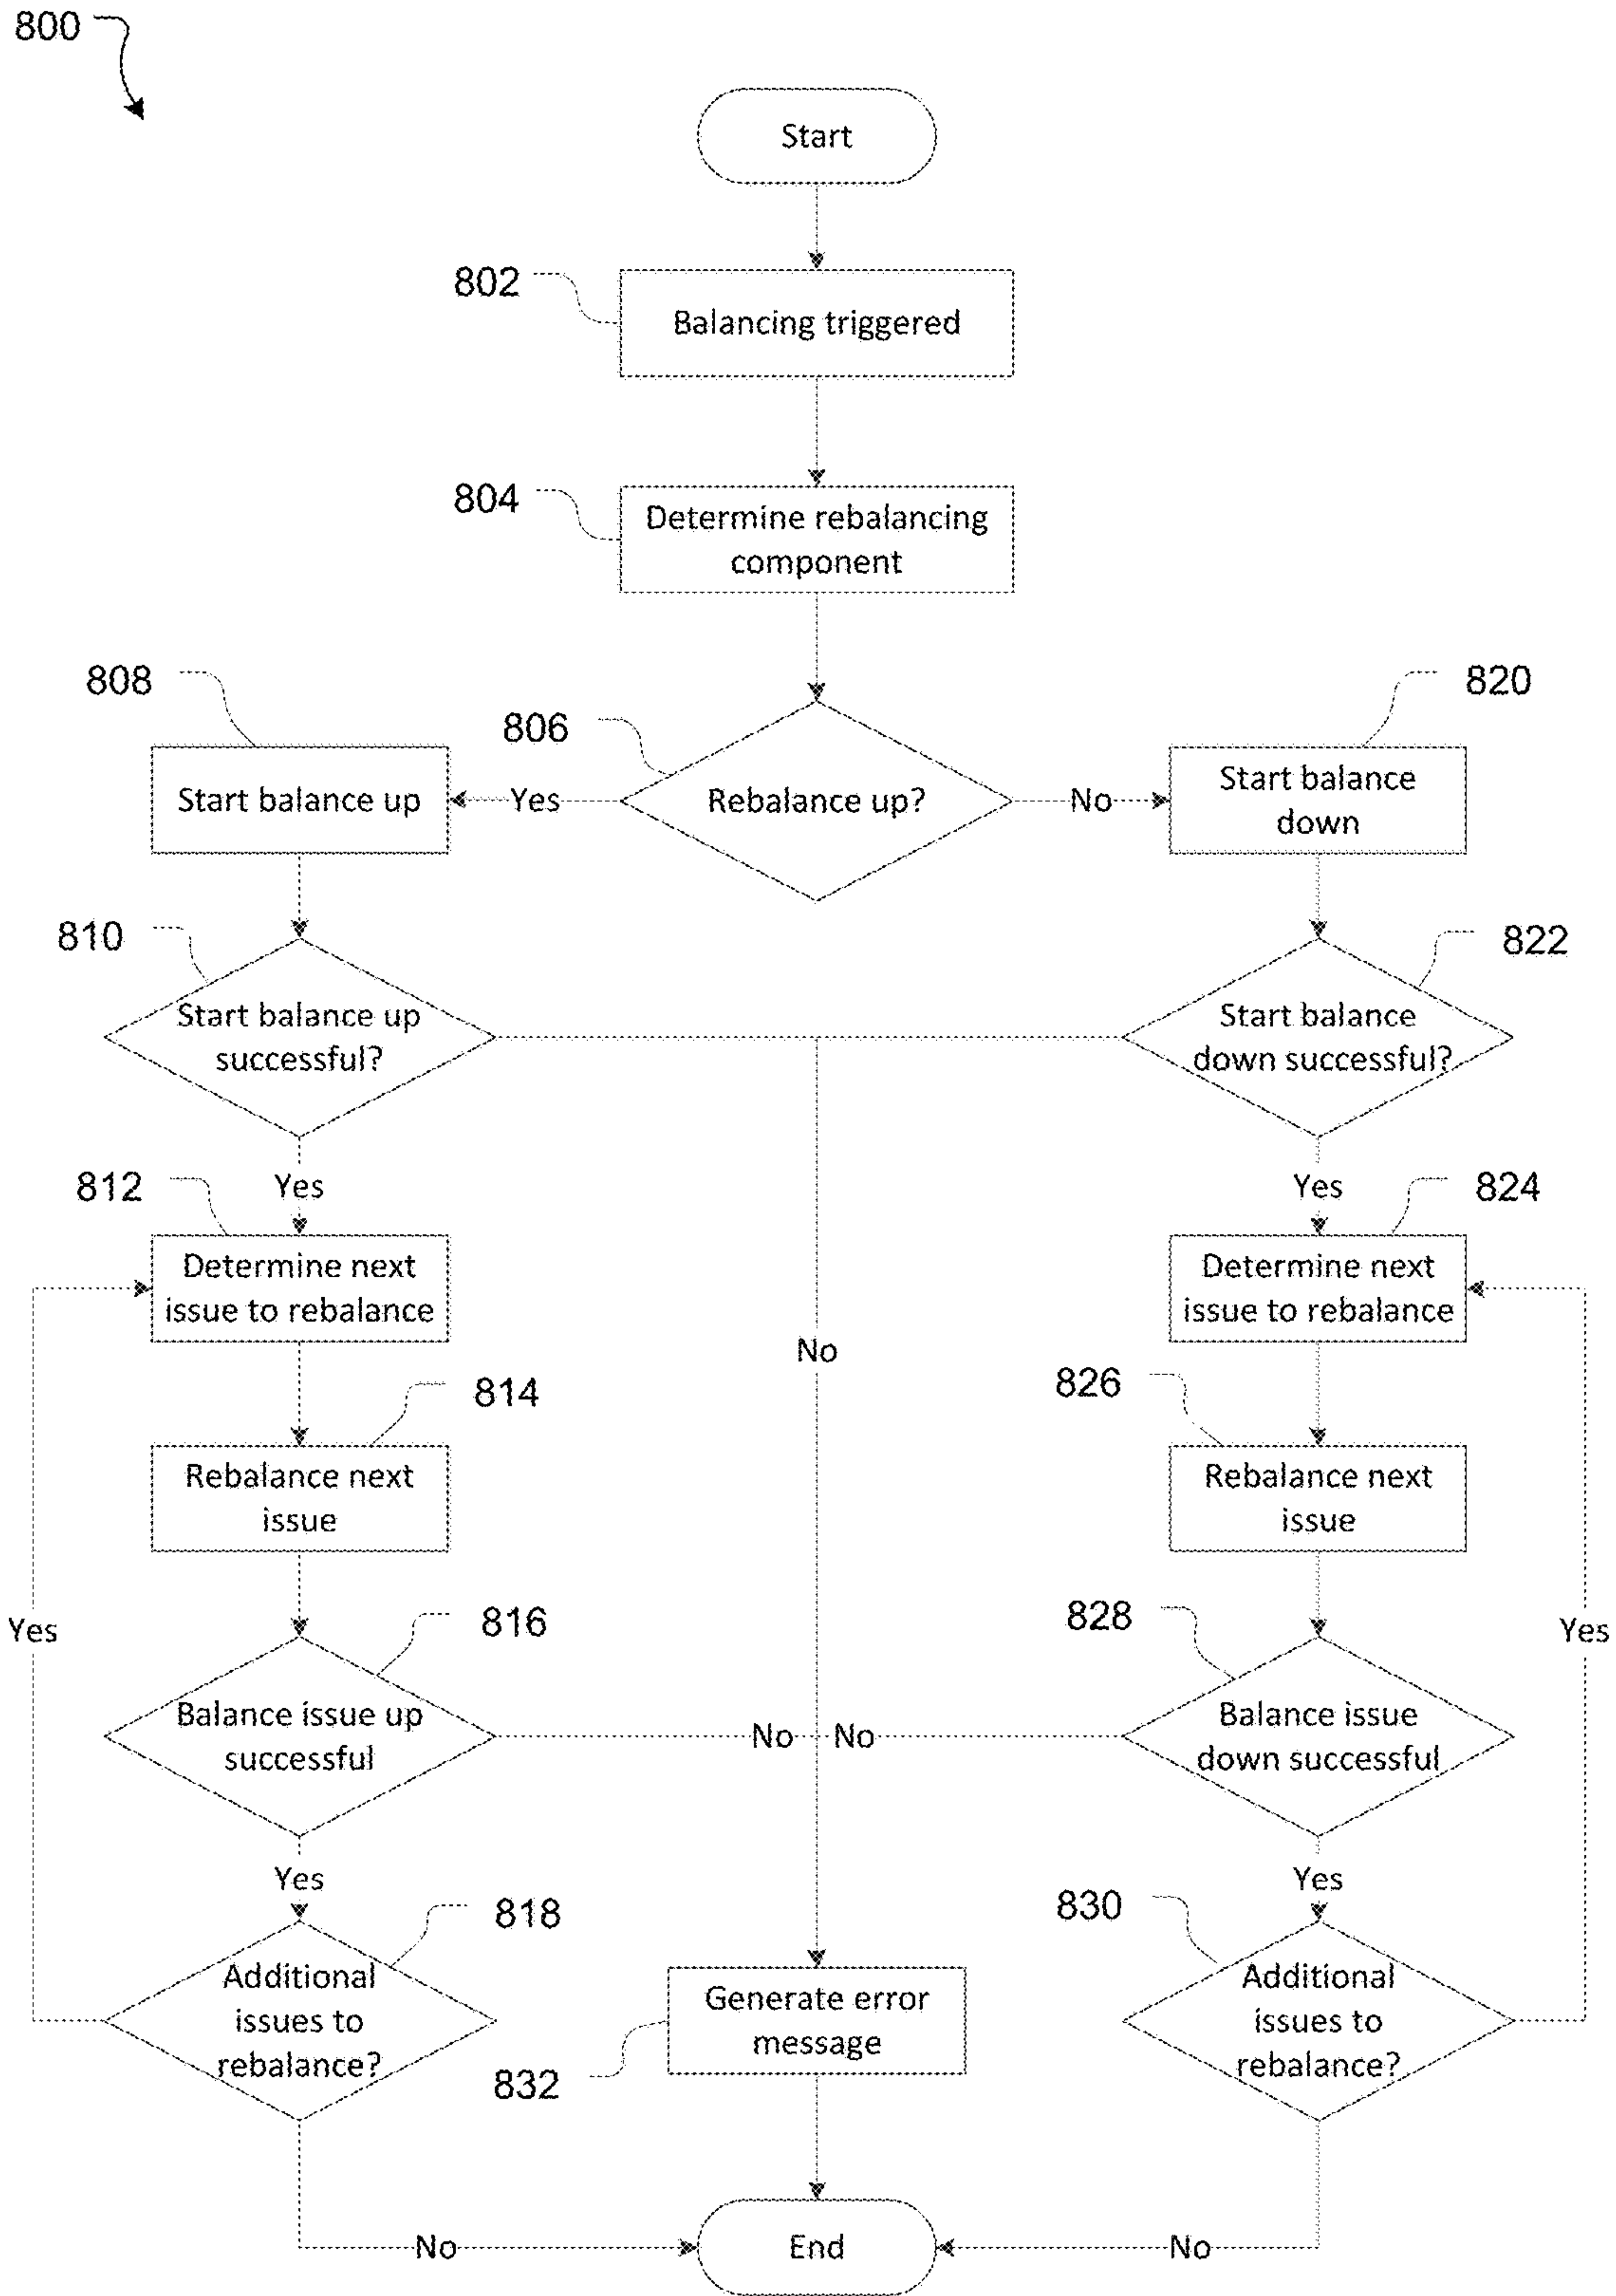 800
Start
802
Balancing triggered
804
Determine rebalancing
component
808
820
806
Start balance up
Yes
Rebalance up?
No
Start balance
down
810
822
Start balance up
successful?
Start balance
down successful?
Yes
Yes
812
824
Determine next
issue to rebalance
Determine next
issue to rebalance
No
814
826
Rebalance next
issue
Rebalance next
issue
Yes
816
828
Yes
Balance issue up
successful
No
No
Balance issue
down successful
Yes
Yes
818
830
Additional
issues to
rebalance?
Generate error
message
832
Additional
issues to
rebalance?
No
End
No